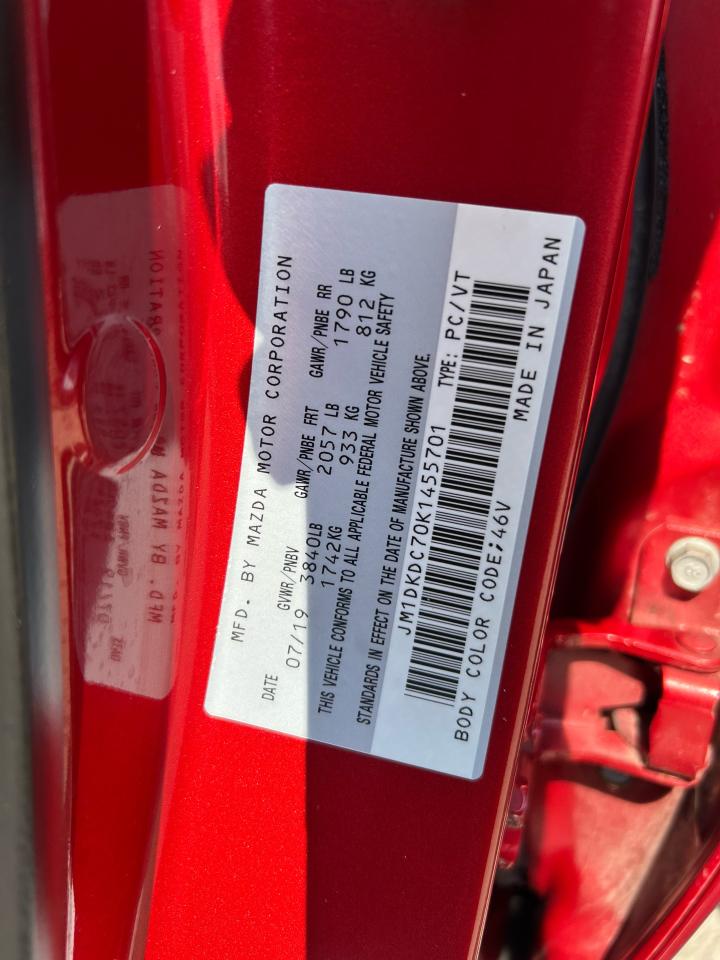 MFD. BY MAZDA MOTOR CORPORATION
DATE GVWR/PNBV GAWR/PNBE FRT GAWR/PNBE RR
07/19 3840LB 2057 LB 1790 LB
1742KG 933 KG 812 KG
THIS VEHICLE CONFORMS TO ALL APPLICABLE FEDERAL MOTOR VEHICLE SAFETY
STANDARDS IN EFFECT ON THE DATE OF MANUFACTURE SHOWN ABOVE.
JM1DKDC70K1455701 TYPE: PC/VT
BODY COLOR CODE;46V MADE IN JAPAN